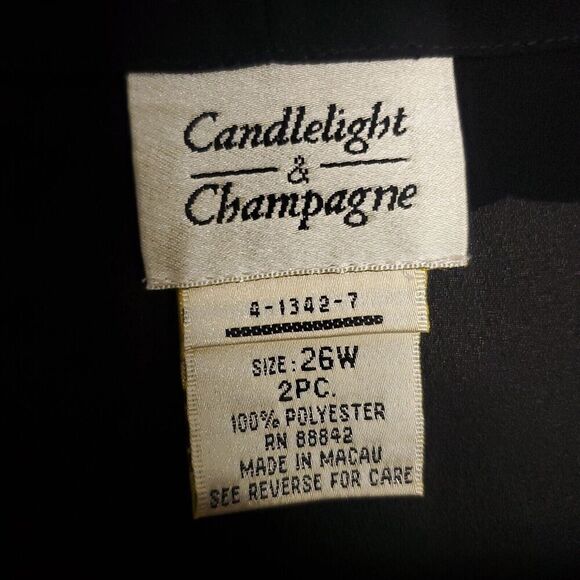 Candlelight
&
Champagne
4-1342-7
SIZE: 26W
2PC.
100% POLYESTER
RN 88842
MADE IN MACAU
SEE REVERSE FOR CARE